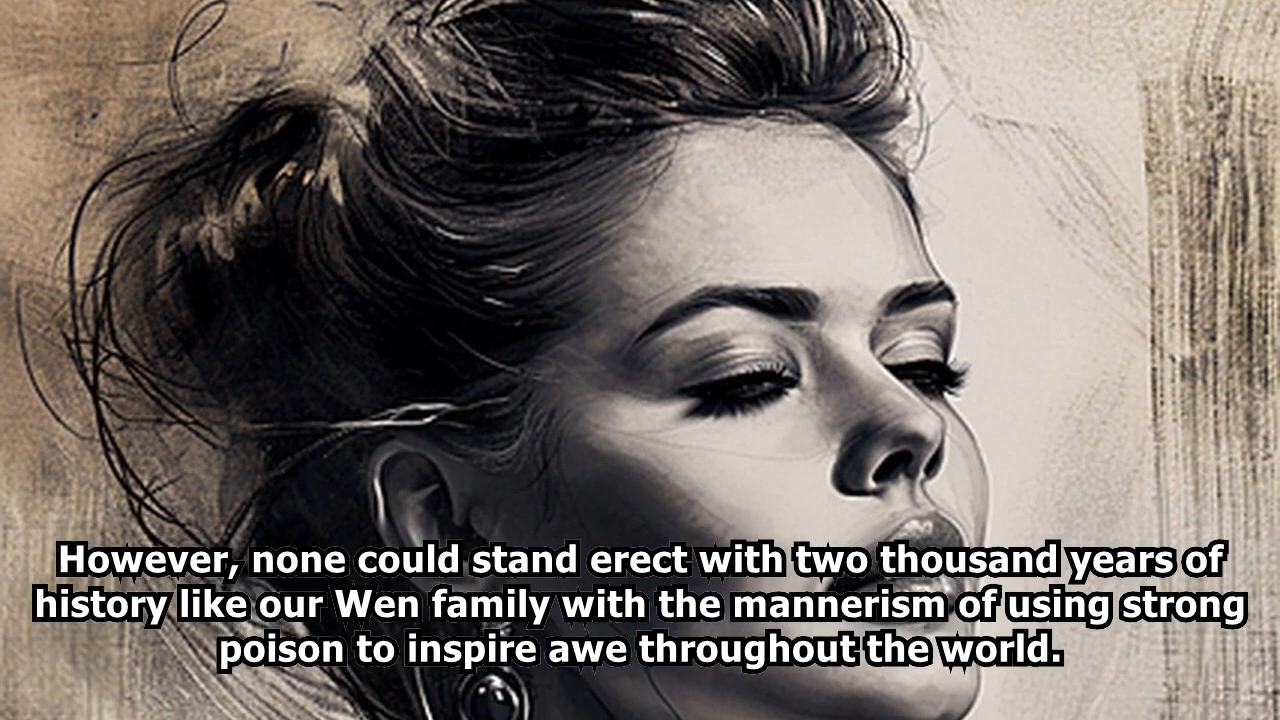 However, none could stand erect with two thousand years of
history like our Wen family with the mannerism of using strong
poison to inspire awe throughout the world.